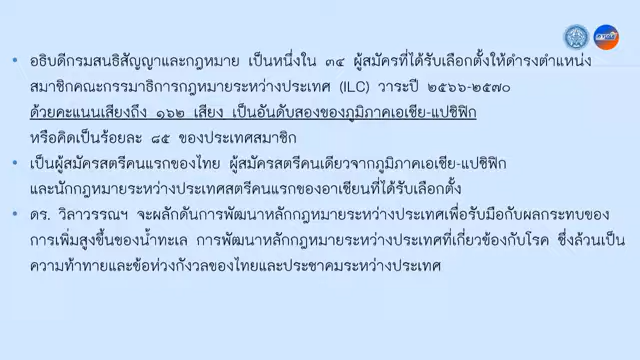 • อธิบดีกรมสนธิสัญญาและกฎหมาย เป็นหนึ่งใน ๓๔ ผู้สมัครที่ได้รับเลือกตั้งให้ดำรงตำแหน่ง
สมาชิกคณะกรรมาธิการกฎหมายระหว่างประเทศ (ILC) วาระปี ๒๕๖๖-๒๕๗๐
ด้วยคะแนนเสียงถึง ๑๖๒ เสียง เป็นอันดับสองของภูมิภาคเอเชีย-แปซิฟิก
หรือคิดเป็นร้อยละ ๘๕ ของประเทศสมาชิก
• เป็นผู้สมัครสตรีคนแรกของไทย ผู้สมัครสตรีคนเดียวจากภูมิภาคเอเชีย-แปซิฟิก
และนักกฎหมายระหว่างประเทศสตรีคนแรกของอาเซียนที่ได้รับเลือกตั้ง
• ดร. วิลาวรรณฯ จะผลักดันการพัฒนาหลักกฎหมายระหว่างประเทศเพื่อรับมือกับผลกระทบของ
การเพิ่มสูงขึ้นของน้ำทะเล การพัฒนาหลักกฎหมายระหว่างประเทศที่เกี่ยวข้องกับโรค ซึ่งล้วนเป็น
ความท้าทายและข้อห่วงกังวลของไทยและประชาคมระหว่างประเทศ